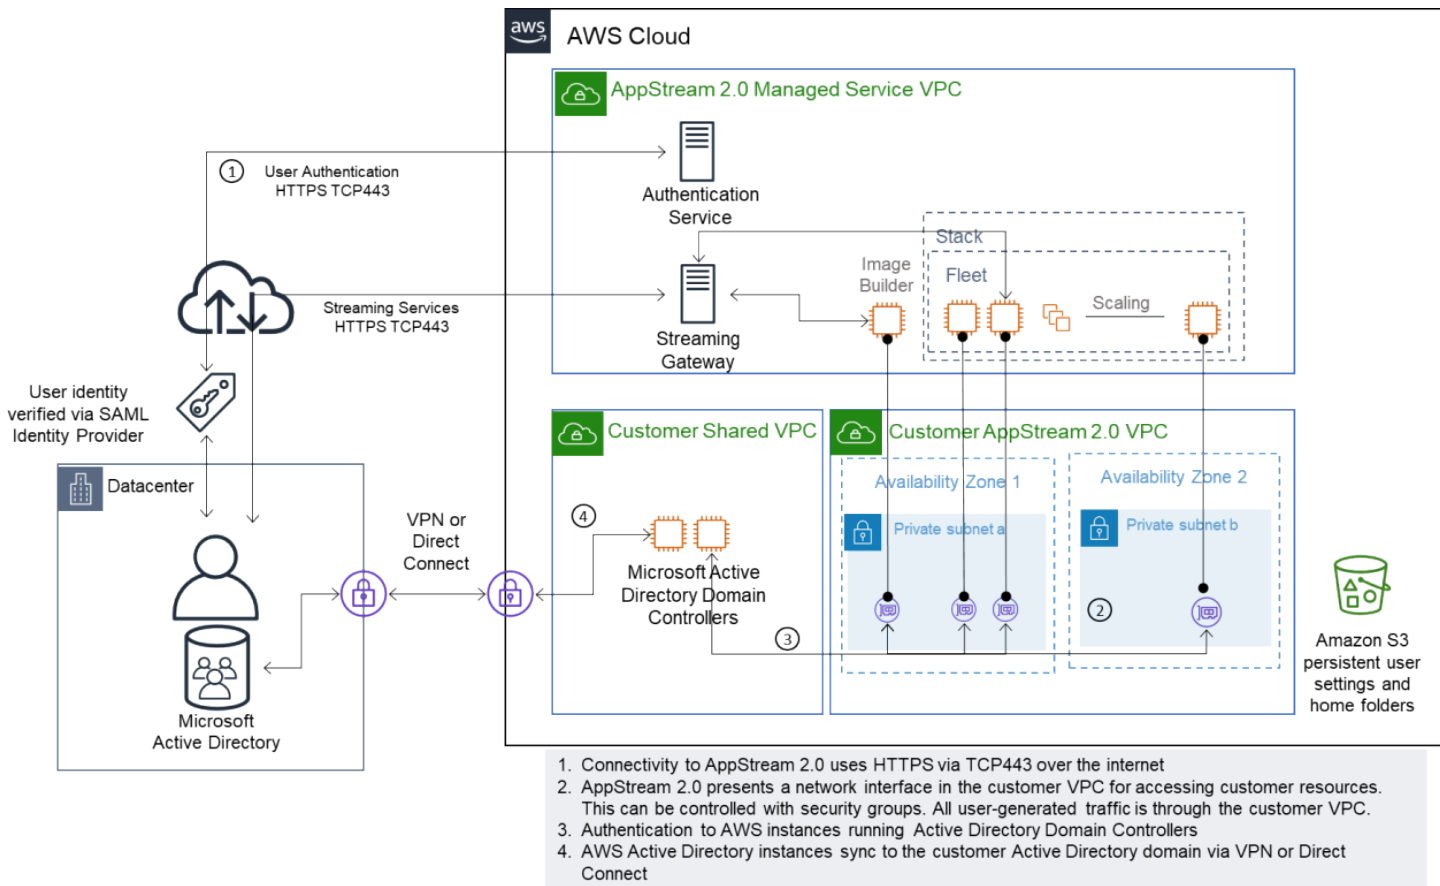 aws
AWS Cloud
AppStream 2.0 Managed Service VPC
1
User Authentication
HTTPS TCP443
Authentication
Service
Stack
Image
Builder
Fleet
Scaling
Streaming Services
HTTPS TCP443
Streaming
Gateway
User identity
verified via SAML
Identity Provider
Customer Shared VPC
Customer AppStream 2.0 VPC
Datacenter
Availability Zone 1
Availability Zone 2
VPN or
Direct
Connect
4
Private subnet a
Private subnet b
Microsoft Active
Directory Domain
Controllers
2
3
Amazon S3
persistent user
settings and
home folders
Microsoft
Active Directory
1. Connectivity to AppStream 2.0 uses HTTPS via TCP443 over the internet
2. AppStream 2.0 presents a network interface in the customer VPC for accessing customer resources.
This can be controlled with security groups. All user-generated traffic is through the customer VPC.
3. Authentication to AWS instances running Active Directory Domain Controllers
4. AWS Active Directory instances sync to the customer Active Directory domain via VPN or Direct
Connect